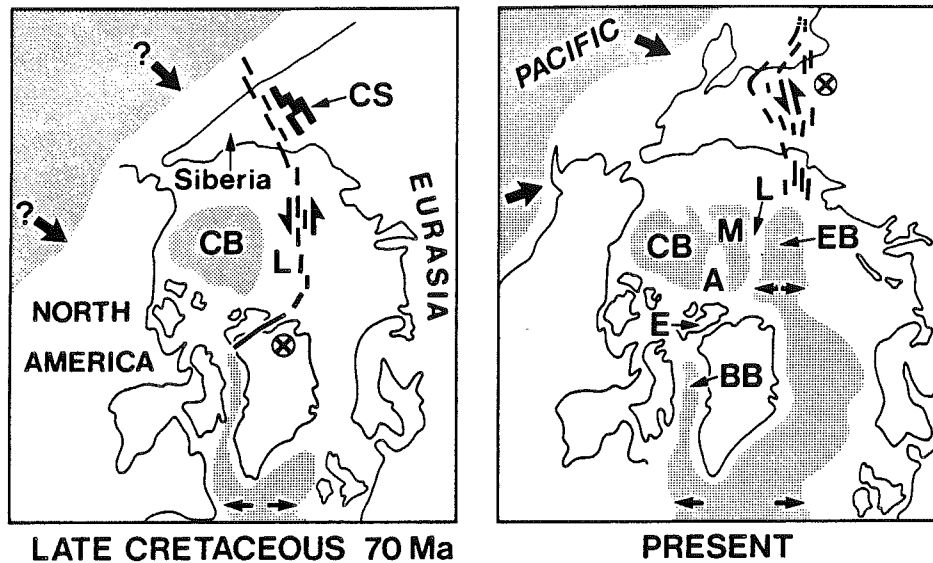 ?
?
CS
Siberia
EURASIA
CB
L
NORTH
AMERICA
LATE CRETACEOUS 70 Ma
PACIFIC
L
CB
M
EB
A
E
BB
PRESENT